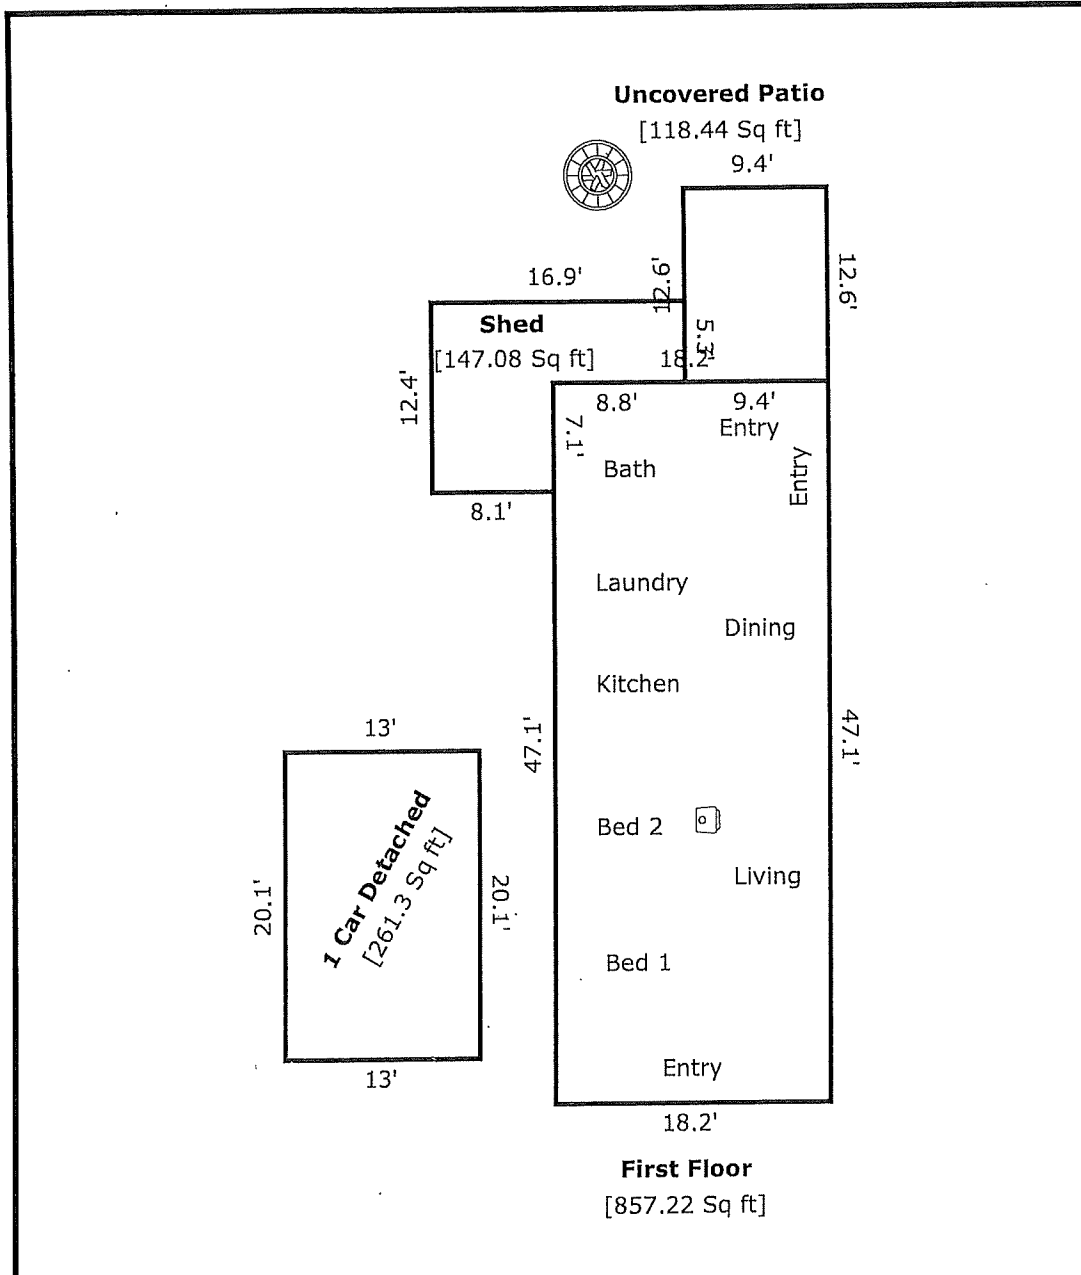 Uncovered Patio
[118.44 Sq ft]
9.4'
12.6'
12.6'
16.9'
Shed
[147.08 Sq ft]
5.3'
18.2'
12.4'
8.8'
9.4'
Entry
7.1'
Bath
Entry
8.1'
Laundry
Dining
Kitchen
13'
47.1'
47.1'
1 Car Detached
[261.3 Sq ft]
Bed 2
Living
20.1'
20.1'
Bed 1
Entry
13'
18.2'
First Floor
[857.22 Sq ft]